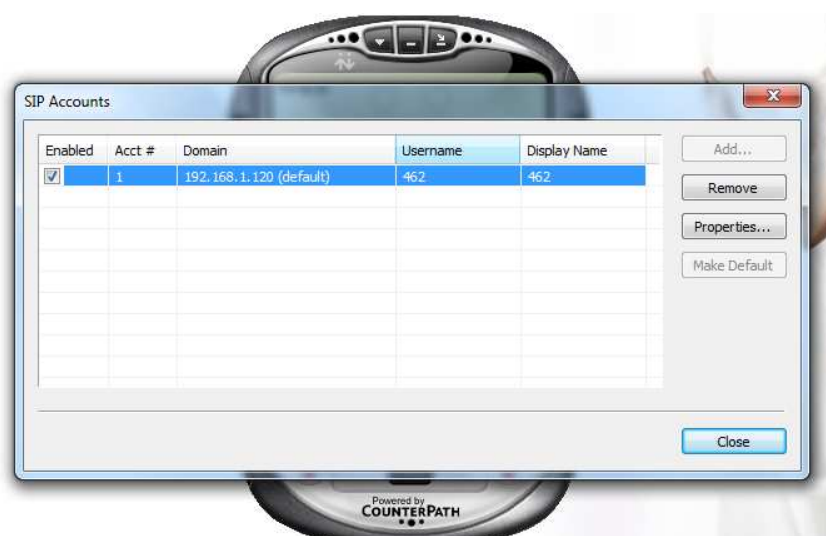 SIP Accounts
Enabled Acct # Domain Username Display Name
1 192.168.1.120 (default) 462 462
Add...
Remove
Properties...
Make Default
Close
Powered by
COUNTERPATH